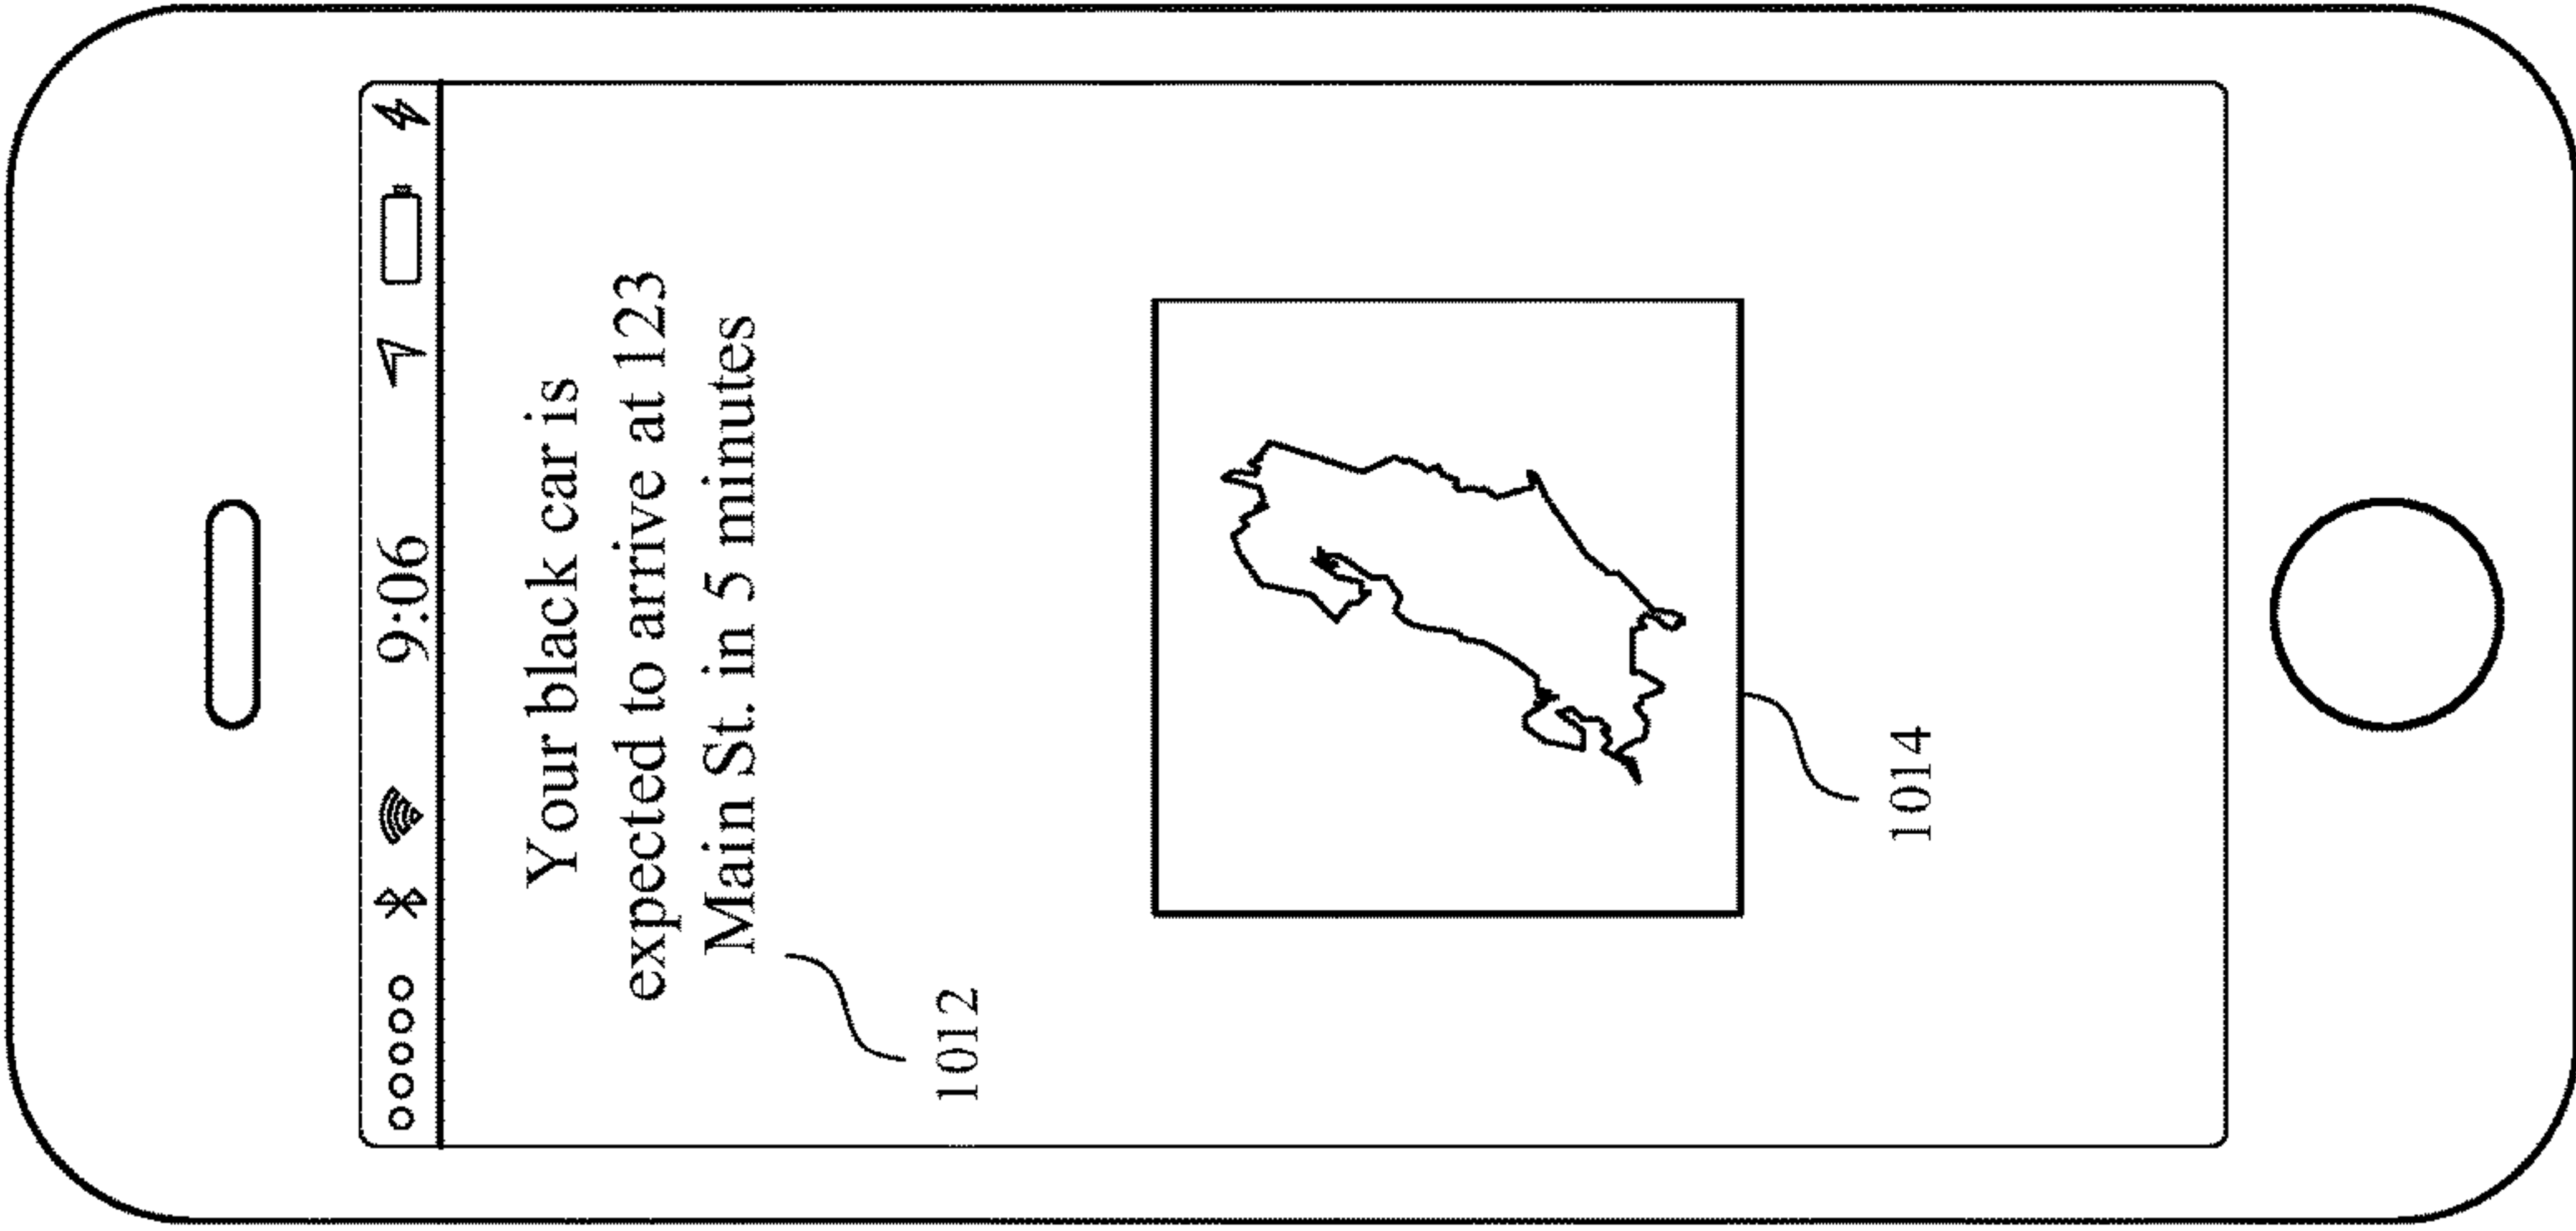 9:06
Your black car is
expected to arrive at 123
Main St. in 5 minutes
1012
1014